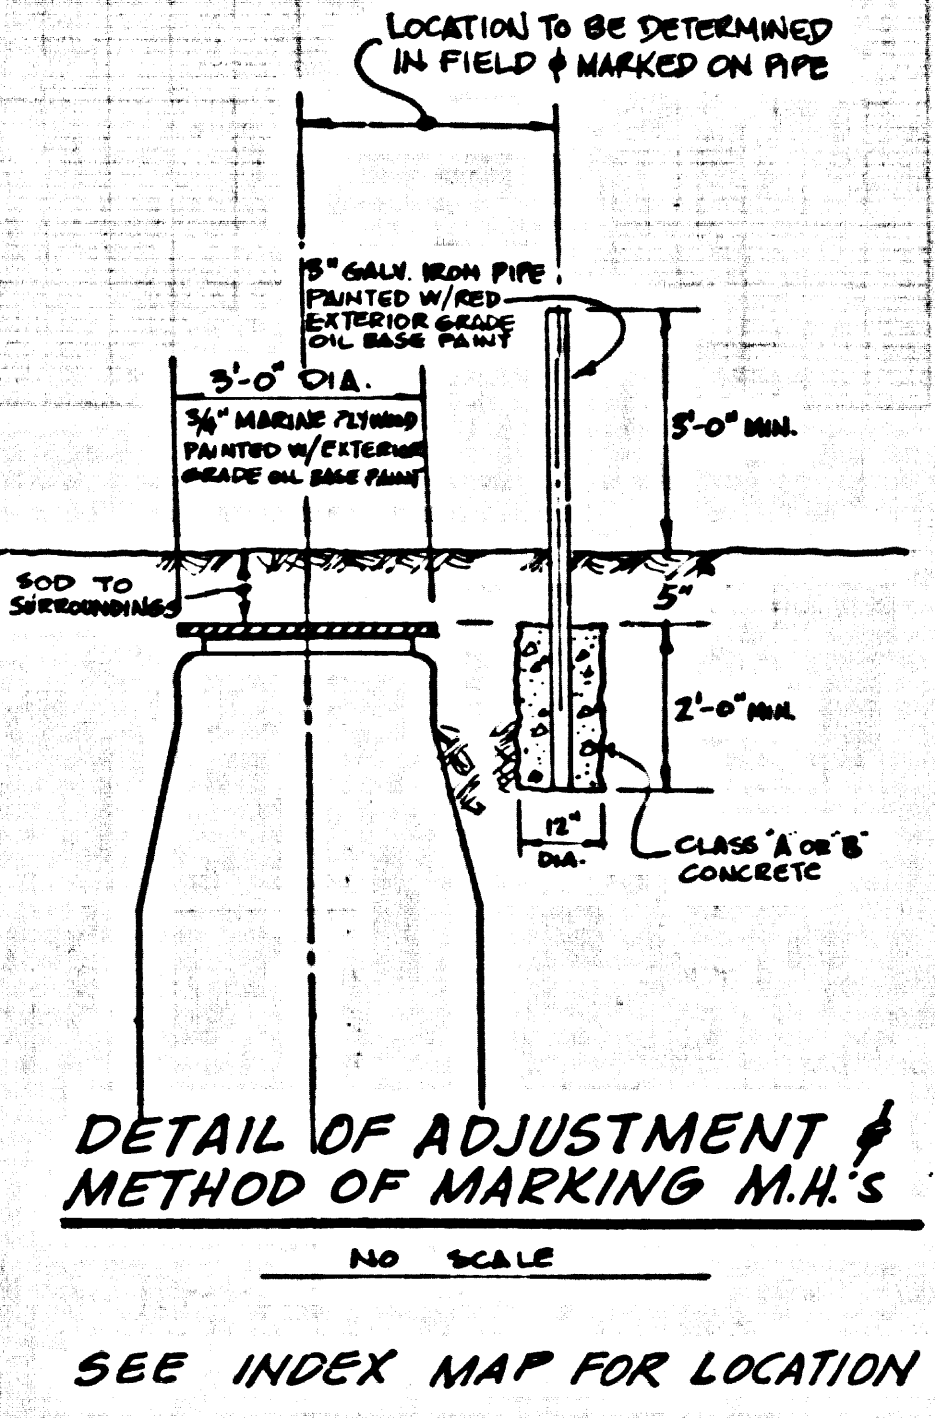 LOCATION TO BE DETERMINED
IN FIELD & MARKED ON PIPE
3" GALV. IRON PIPE
PAINTED W/RED
EXTERIOR GRADE
OIL BASE PAINT
3'-0" DIA.
3/4" MARINE PLYWOOD
PAINTED W/EXTERIOR
GRADE OIL BASE PAINT
3'-0" MIN.
SOD TO
SURROUNDINGS
5"
2'-0" MIN.
12"
DIA.
CLASS "A" OR "B"
CONCRETE
DETAIL OF ADJUSTMENT &
METHOD OF MARKING M.H.'S
NO SCALE
SEE INDEX MAP FOR LOCATION